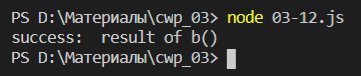 PS D:\Материалы\cwp_03> node 03-12.js
success:  result of b()
PS D:\Материалы\cwp_03>